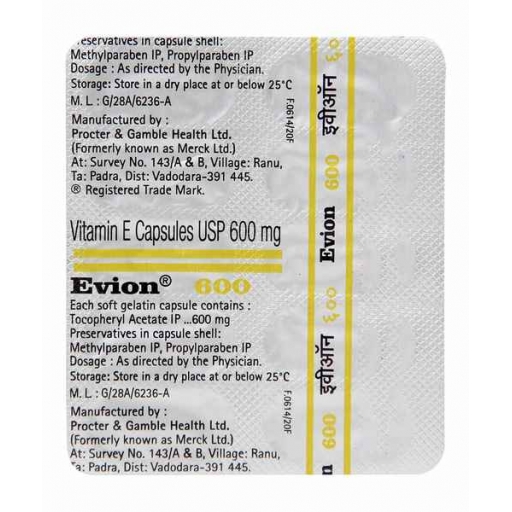 Preservatives in capsule shell:
Methylparaben IP, Propylparaben IP
Dosage : As directed by the Physician.
Storage: Store in a dry place at or below 25°C
M. L. : G/28A/6236-A
Manufactured by :
Procter & Gamble Health Ltd.
(Formerly known as Merck Ltd.)
At: Survey No. 143/A & B, Village: Ranu,
Ta: Padra, Dist: Vadodara-391 445.
® Registered Trade Mark.
Vitamin E Capsules USP 600 mg
Evion® 600
Each soft gelatin capsule contains :
Tocopheryl Acetate IP ...600 mg
Preservatives in capsule shell:
Methylparaben IP, Propylparaben IP
Dosage : As directed by the Physician.
Storage: Store in a dry place at or below 25°C
M. L. : G/28A/6236-A
Manufactured by :
Procter & Gamble Health Ltd.
(Formerly known as Merck Ltd.)
At: Survey No. 143/A & B, Village: Ranu,
Ta: Padra, Dist: Vadodara-391 445.
F.0614/20F
F.0614/20F
n 600 इवीऑन ६०० Evion 600 इवीऑन ६००